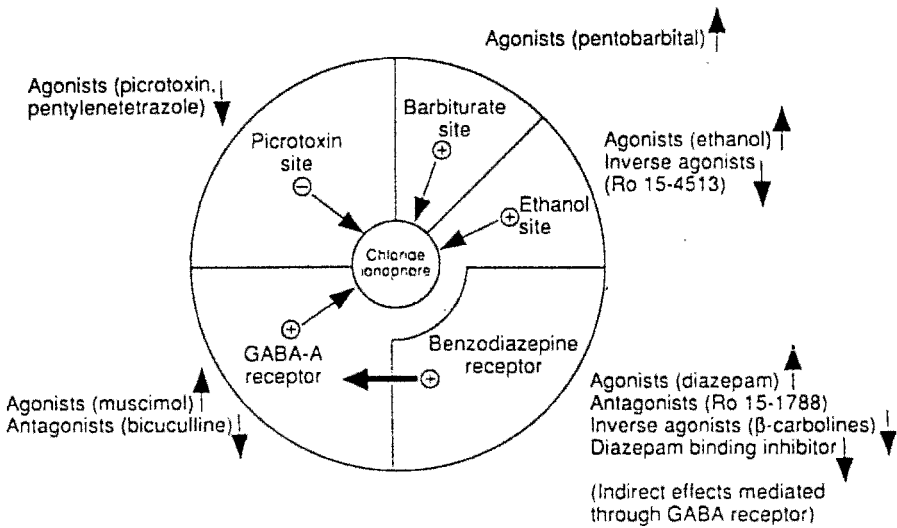 Agonists (pentobarbital)
Agonists (picrotoxin.
pentylenetetrazole)
Barbiturate
site
Picrotoxin
site
Agonists (ethanol)
Inverse agonists
(Ro 15-4513)
Ethanol
site
Chloride
ionophore
GABA-A
receptor
Benzodiazepine
receptor
Agonists (muscimol)
Antagonists (bicuculline)
Agonists (diazepam)
Antagonists (Ro 15-1788)
Inverse agonists (β-carbolines)
Diazepam binding inhibitor
(Indirect effects mediated
through GABA receptor)